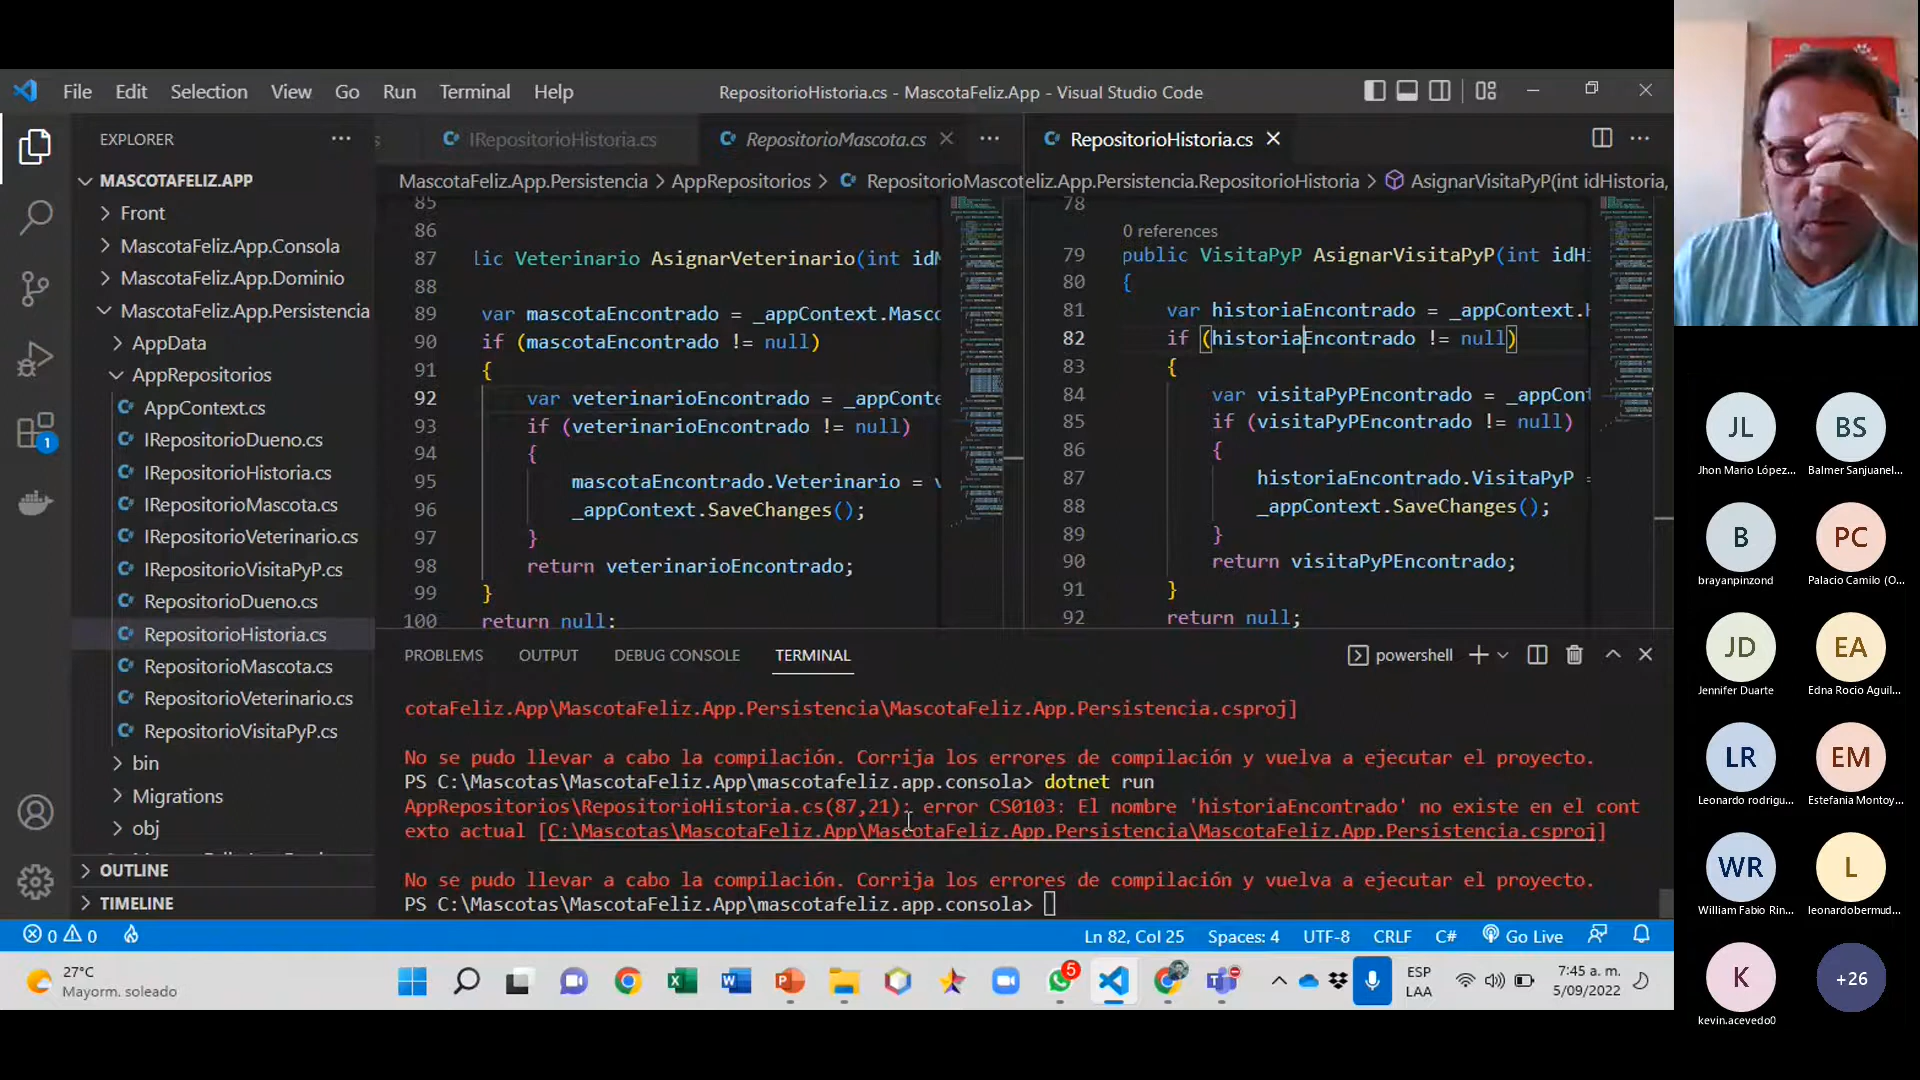 File Edit Selection View Go Run Terminal Help
RepositorioHistoria.cs - MascotaFeliz.App - Visual Studio Code
EXPLORER
MASCOTAFELIZ.APP
Front
MascotaFeliz.App.Consola
MascotaFeliz.App.Dominio
MascotaFeliz.App.Persistencia
AppData
AppRepositorios
AppContext.cs
IRepositorioDueno.cs
IRepositorioHistoria.cs
IRepositorioMascota.cs
IRepositorioVeterinario.cs
IRepositorioVisitaPyP.cs
RepositorioDueno.cs
RepositorioHistoria.cs
RepositorioMascota.cs
RepositorioVeterinario.cs
RepositorioVisitaPyP.cs
bin
Migrations
obj
OUTLINE
TIMELINE
1
IRepositorioHistoria.cs
RepositorioMascota.cs
MascotaFeliz.App.Persistencia > AppRepositorios > RepositorioMascot
85
86
87 lic Veterinario AsignarVeterinario(int idM
88
89 var mascotaEncontrado = _appContext.Masco
90 if (mascotaEncontrado != null)
91 {
92 var veterinarioEncontrado = _appConte
93 if (veterinarioEncontrado != null)
94 {
95 mascotaEncontrado.Veterinario = v
96 _appContext.SaveChanges();
97 }
98 return veterinarioEncontrado;
99 }
100 return null;
RepositorioHistoria.cs
eliz.App.Persistencia.RepositorioHistoria > AsignarVisitaPyP(int idHistoria,
78
0 references
79 public VisitaPyP AsignarVisitaPyP(int idHi
80 {
81 var historiaEncontrado = _appContext.H
82 if (historiaEncontrado != null)
83 {
84 var visitaPyPEncontrado = _appCont
85 if (visitaPyPEncontrado != null)
86 {
87 historiaEncontrado.VisitaPyP =
88 _appContext.SaveChanges();
89 }
90 return visitaPyPEncontrado;
91 }
92 return null;
PROBLEMS OUTPUT DEBUG CONSOLE TERMINAL
powershell
cotaFeliz.App\MascotaFeliz.App.Persistencia\MascotaFeliz.App.Persistencia.csproj]
No se pudo llevar a cabo la compilación. Corrija los errores de compilación y vuelva a ejecutar el proyecto.
PS C:\Mascotas\MascotaFeliz.App\mascotafeliz.app.consola> dotnet run
AppRepositorios\RepositorioHistoria.cs(87,21): error CS0103: El nombre 'historiaEncontrado' no existe en el cont
exto actual [C:\Mascotas\MascotaFeliz.App\MascotaFeliz.App.Persistencia\MascotaFeliz.App.Persistencia.csproj]
No se pudo llevar a cabo la compilación. Corrija los errores de compilación y vuelva a ejecutar el proyecto.
PS C:\Mascotas\MascotaFeliz.App\mascotafeliz.app.consola>
0 0
Ln 82, Col 25 Spaces: 4 UTF-8 CRLF C# Go Live
27°C
Mayorm. soleado
5
ESP
LAA
7:45 a. m.
5/09/2022
JL
Jhon Mario López...
BS
Balmer Sanjuanel...
B
brayanpinzond
PC
Palacio Camilo (O...
JD
Jennifer Duarte
EA
Edna Rocio Aguil...
LR
Leonardo rodrigu...
EM
Estefania Montoy...
WR
William Fabio Rin...
L
leonardobermud...
K
kevin.acevedo0
+26